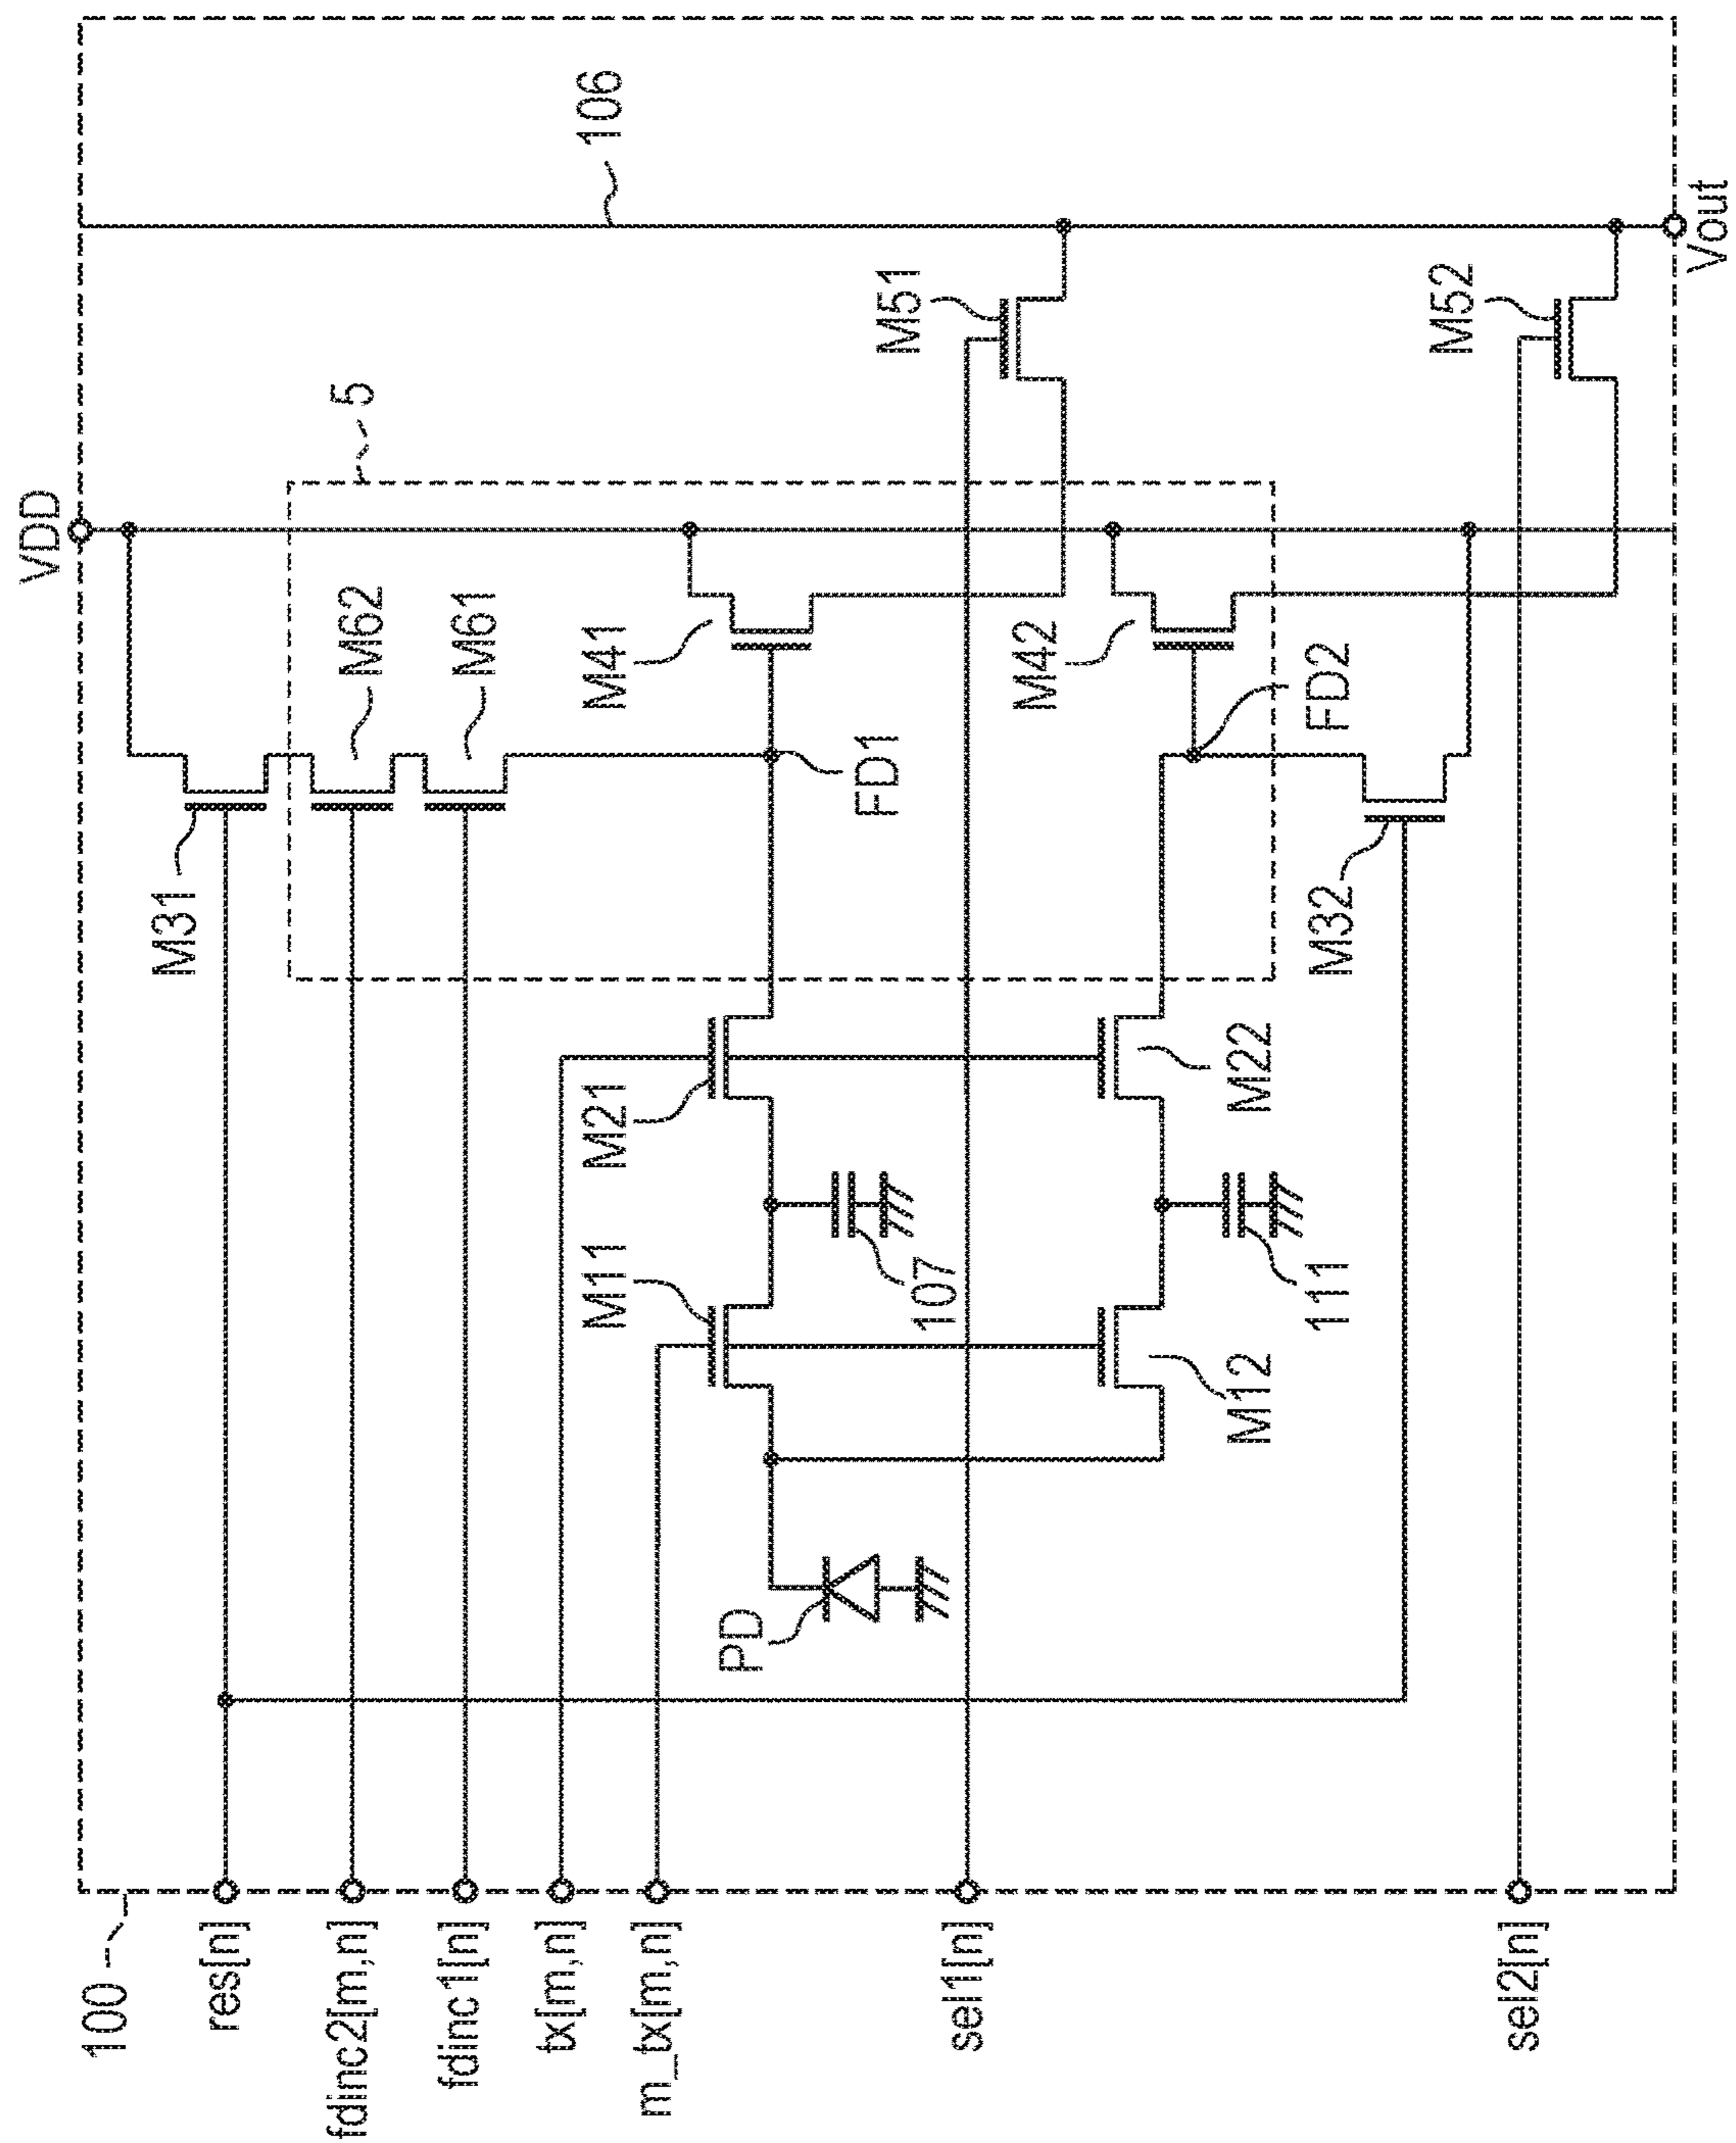 100
res[n]
fdinc2[m,n]
fdinc1[n]
tx[m,n]
m_tx[m,n]
sel1[n]
sel2[n]
VDD
Vout
106
5
M31
M62
M61
M41
M42
M51
M52
FD1
FD2
M32
M21
M22
M11
M12
107
111
PD